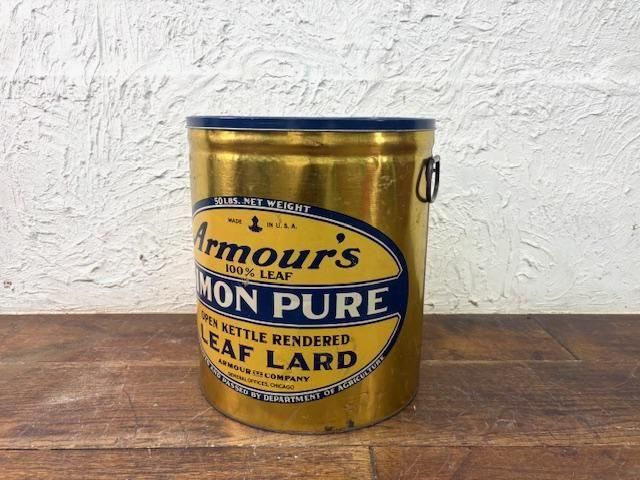 50 LBS. NET WEIGHT
MADE IN U.S.A.
Armour's
100% LEAF
MON PURE
OPEN KETTLE RENDERED
LEAF LARD
ARMOUR AND COMPANY
GENERAL OFFICES, CHICAGO
AND PASSED BY DEPARTMENT OF AGRICULTURE